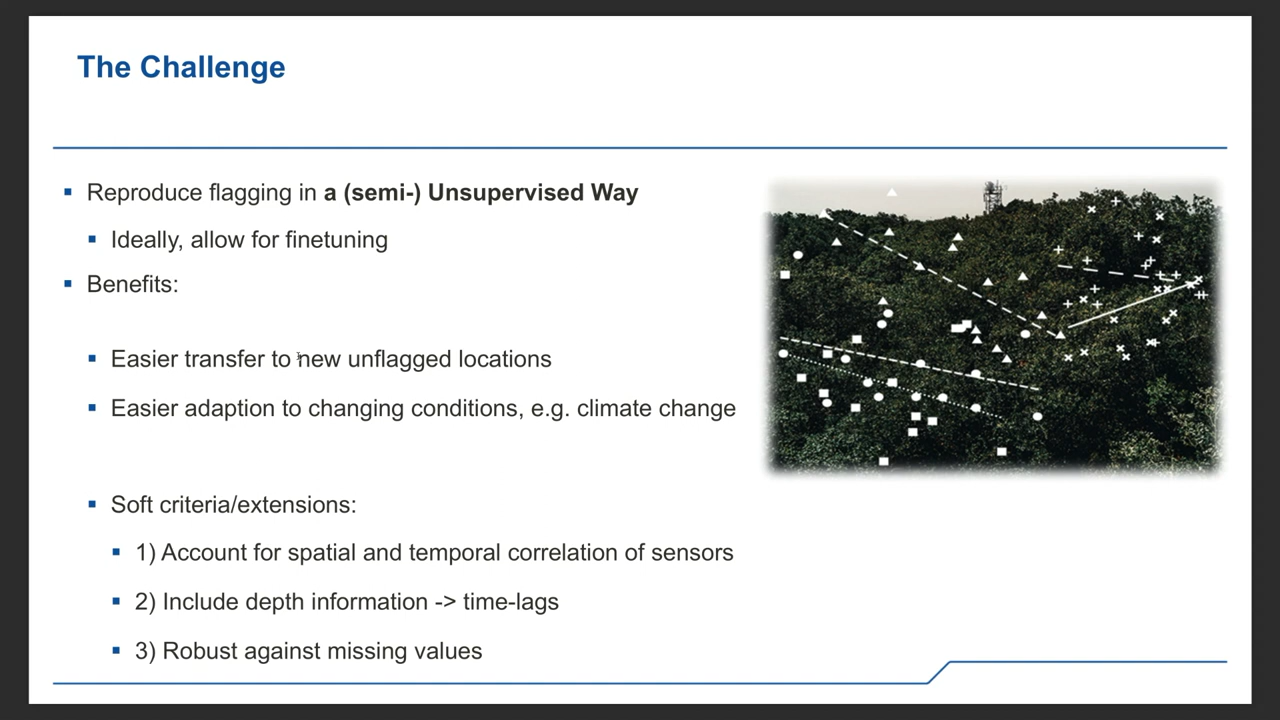 The Challenge
Reproduce flagging in a (semi-) Unsupervised Way
Ideally, allow for finetuning
Benefits:
Easier transfer to new unflagged locations
Easier adaption to changing conditions, e.g. climate change
Soft criteria/extensions:
1) Account for spatial and temporal correlation of sensors
2) Include depth information -> time-lags
3) Robust against missing values